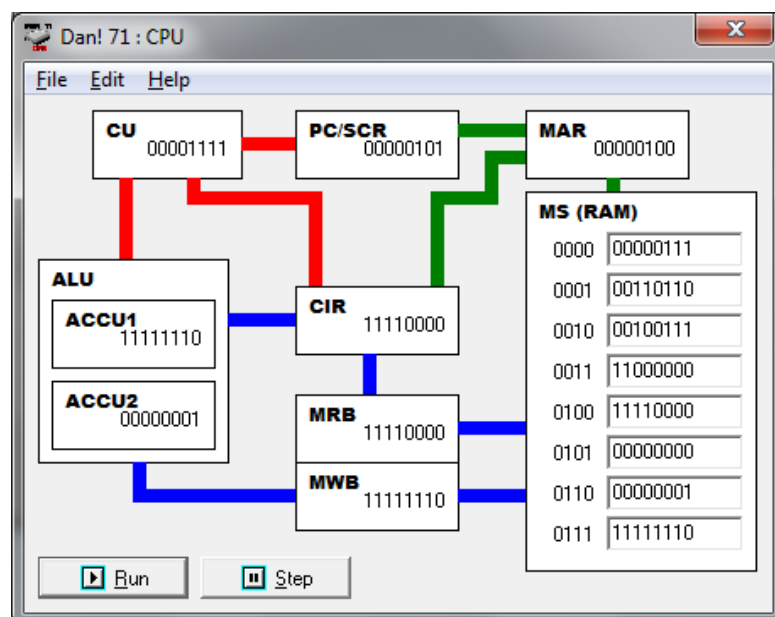 Dan! 71 : CPU
File Edit Help
CU
00001111
PC/SCR
00000101
MAR
00000100
MS (RAM)
0000 00000111
0001 00110110
0010 00100111
0011 11000000
0100 11110000
0101 00000000
0110 00000001
0111 11111110
ALU
ACCU1
11111110
ACCU2
00000001
CIR
11110000
MRB
11110000
MWB
11111110
Run
Step